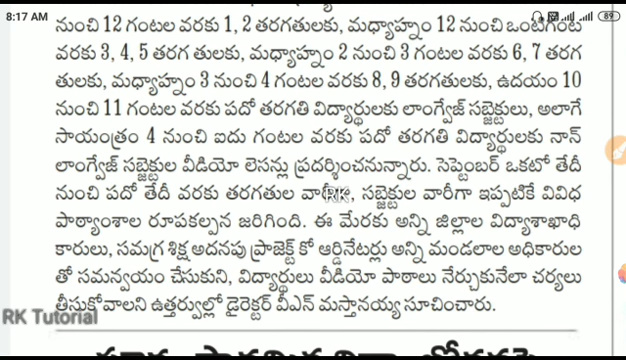 8:17 AM
89
నుంచి 12 గంటల వరకు 1, 2 తరగతులకు, మధ్యాహ్నం 12 నుంచి ఒంటిగంట
వరకు 3, 4, 5 తరగ తులకు, మధ్యాహ్నం 2 నుంచి 3 గంటల వరకు 6, 7 తరగ
తులకు, మధ్యాహ్నం 3 నుంచి 4 గంటల వరకు 8, 9 తరగతులకు, ఉదయం 10
నుంచి 11 గంటల వరకు పదో తరగతి విద్యార్థులకు లాంగ్వేజ్ సబ్జెక్టులు, అలాగే
సాయంత్రం 4 నుంచి ఐదు గంటల వరకు పదో తరగతి విద్యార్థులకు నాన్
లాంగ్వేజ్ సబ్జెక్టుల వీడియో లెసన్లు ప్రదర్శించనున్నారు. సెప్టెంబర్ ఒకటో తేదీ
నుంచి పదో తేదీ వరకు తరగతుల వారీగా, సబ్జెక్టుల వారీగా ఇప్పటికే వివిధ
RK
పాఠ్యాంశాల రూపకల్పన జరిగింది. ఈ మేరకు అన్ని జిల్లాల విద్యాశాఖాధి
కారులు, సమగ్ర శిక్ష అదనపు ప్రాజెక్ట్ కో ఆర్డినేటర్లు అన్ని మండలాల అధికారుల
తో సమన్వయం చేసుకుని, విద్యార్థులు వీడియో పాఠాలు నేర్చుకునేలా చర్యలు
తీసుకోవాలని ఉత్తర్వుల్లో డైరెక్టర్ వీఎన్ మస్తానయ్య సూచించారు.
RK Tutorial